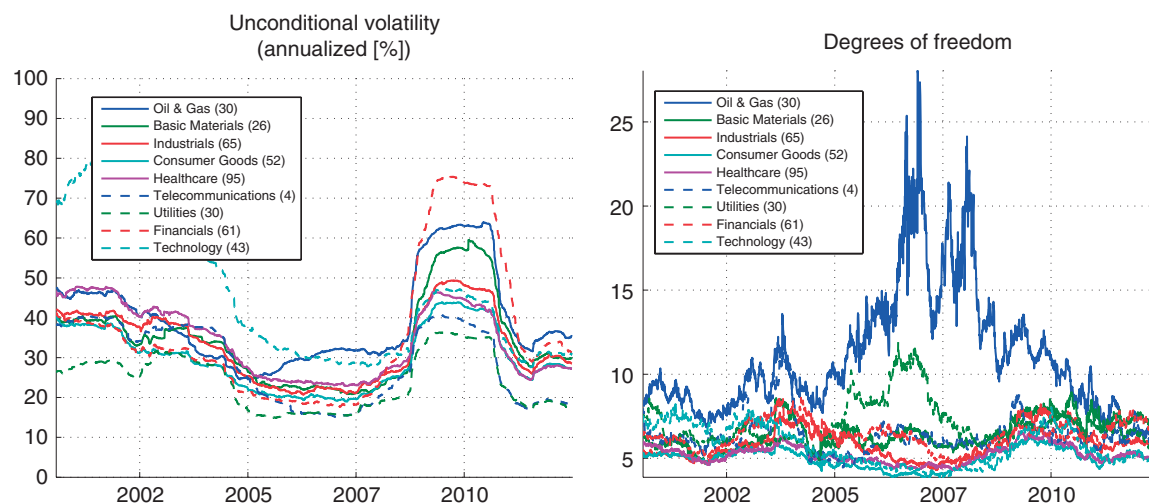 Unconditional volatility
(annualized [%])
100
90
80
70
60
50
40
30
20
10
0
Oil & Gas (30)
Basic Materials (26)
Industrials (65)
Consumer Goods (52)
Healthcare (95)
Telecommunications (4)
Utilities (30)
Financials (61)
Technology (43)
2002 2005 2007 2010
Degrees of freedom
25
20
15
10
5
Oil & Gas (30)
Basic Materials (26)
Industrials (65)
Consumer Goods (52)
Healthcare (95)
Telecommunications (4)
Utilities (30)
Financials (61)
Technology (43)
2002 2005 2007 2010